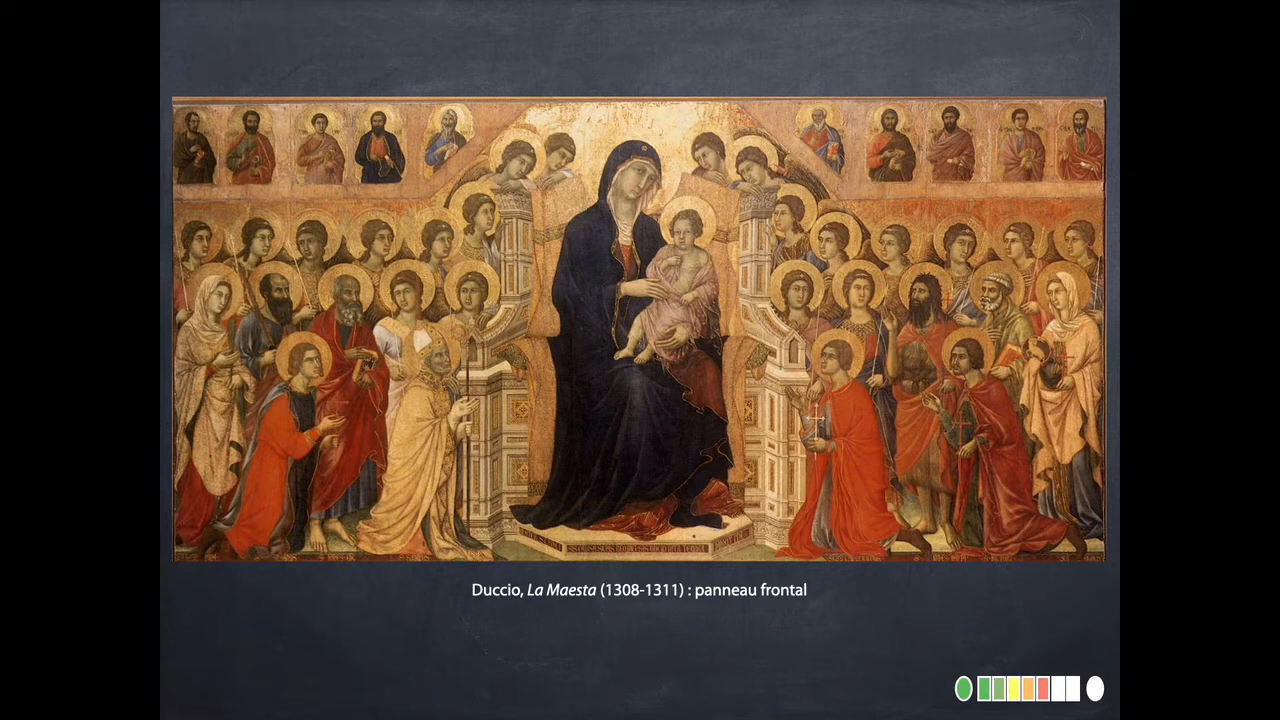 Duccio, La Maesta (1308-1311) : panneau frontal